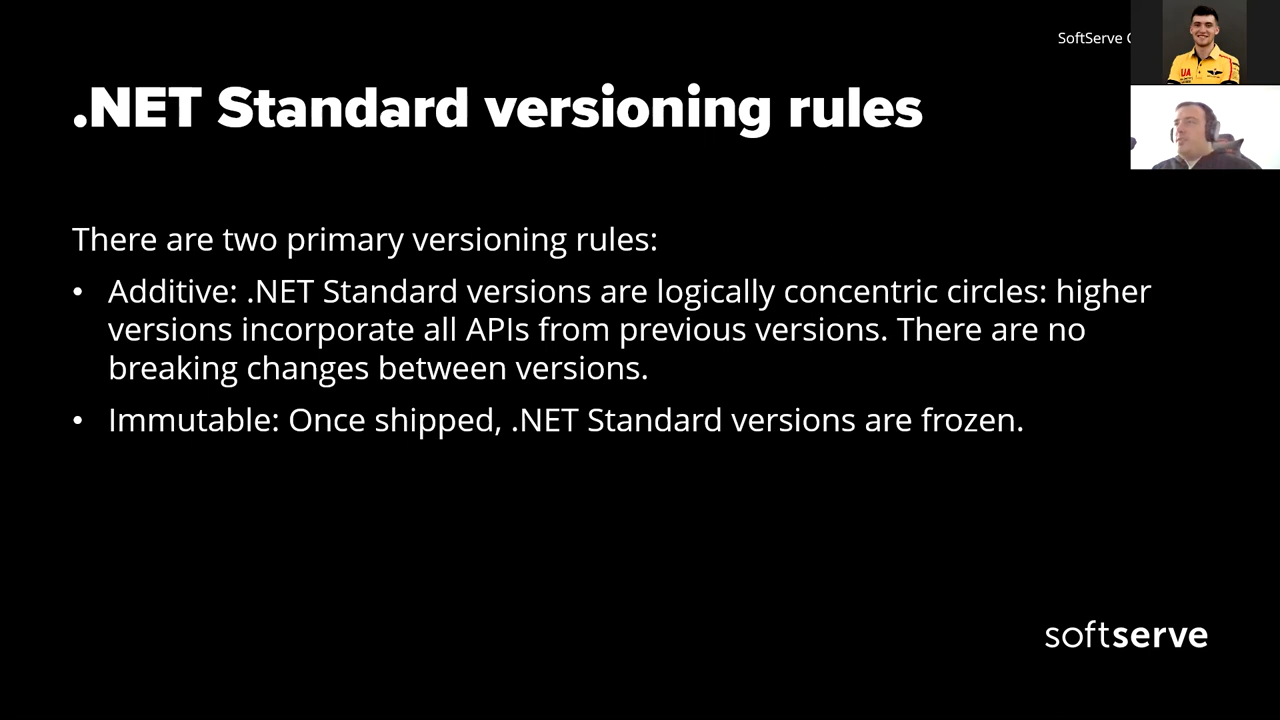 SoftServe
.NET Standard versioning rules
UA
There are two primary versioning rules:
• Additive: .NET Standard versions are logically concentric circles: higher
versions incorporate all APIs from previous versions. There are no
breaking changes between versions.
• Immutable: Once shipped, .NET Standard versions are frozen.
softserve